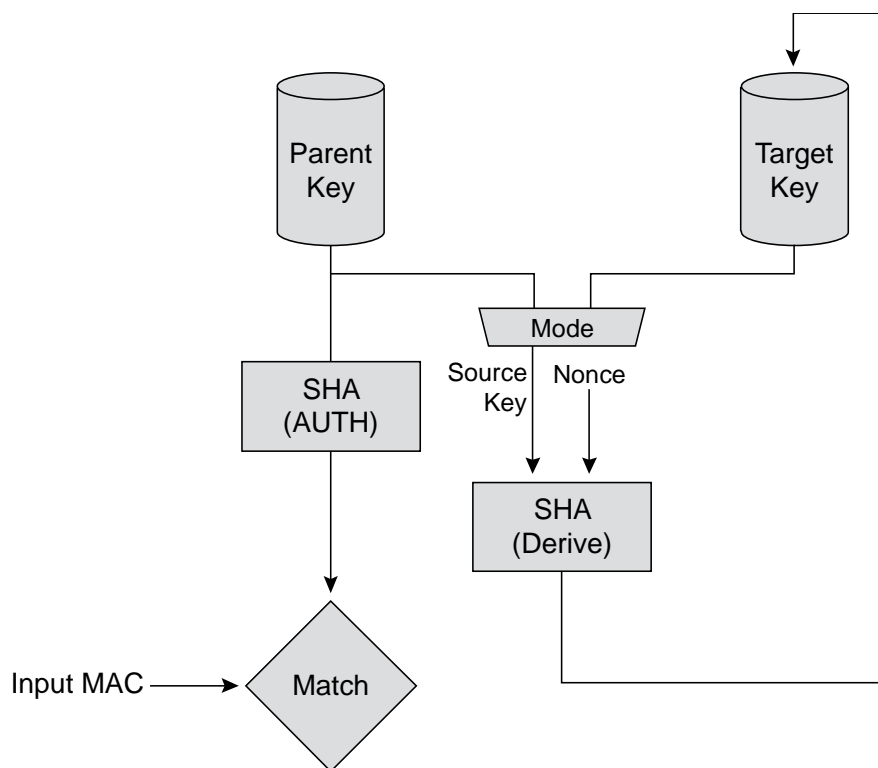 Parent
Key
Target
Key
Mode
Source
Key
Nonce
SHA
(AUTH)
SHA
(Derive)
Input MAC
Match